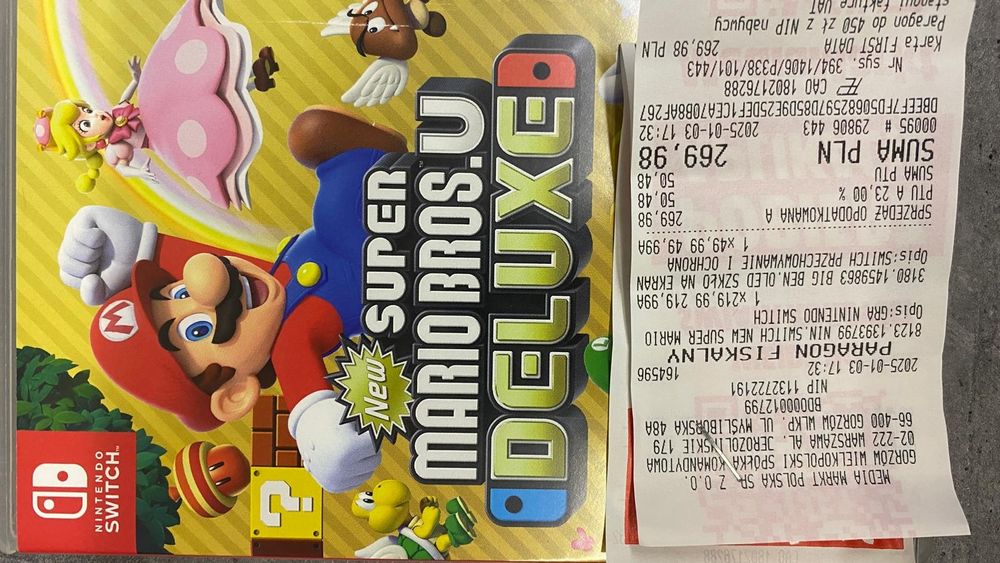 New
SUPER
MARIO BROS.U
DELUXE
NINTENDO
SWITCH™
MEDIA MARKT POLSKA SP. Z O.O.
GORZÓW WIELKOPOLSKI SPÓŁKA KOMANDYTOWA
02-222 WARSZAWA AL. JEROZOLIMSKIE 179
66-400 GORZÓW WLKP. UL MYŚLIBORSKA 48A
BDO000012799
NIP 1137722191
2025-01-03 17:32 164596
PARAGON FISKALNY
8123.1393799 NIN.SWITCH NEW SUPER MARIO
Opis:GRA NINTENDO SWITCH
1 x219,99 219,99A
3180.1459863 BIG BEN.OLED SZKŁO NA EKRAN
Opis:SWITCH PRZECHOWYWANIE I OCHRONA
1 x49,99 49,99A
SPRZEDAŻ OPODATKOWANA A 269,98
PTU A 23,00 % 50,48
SUMA PTU 50,48
SUMA PLN 269,98
00095 # 29806 443 2025-01-03 17:32
CAO 1802176288
Nr sys. 394/1406/P338/101/443
Karta FIRST DATA 269,98 PLN
Paragon do 450 zł z NIP nabywcy
stanowi fakturę VAT